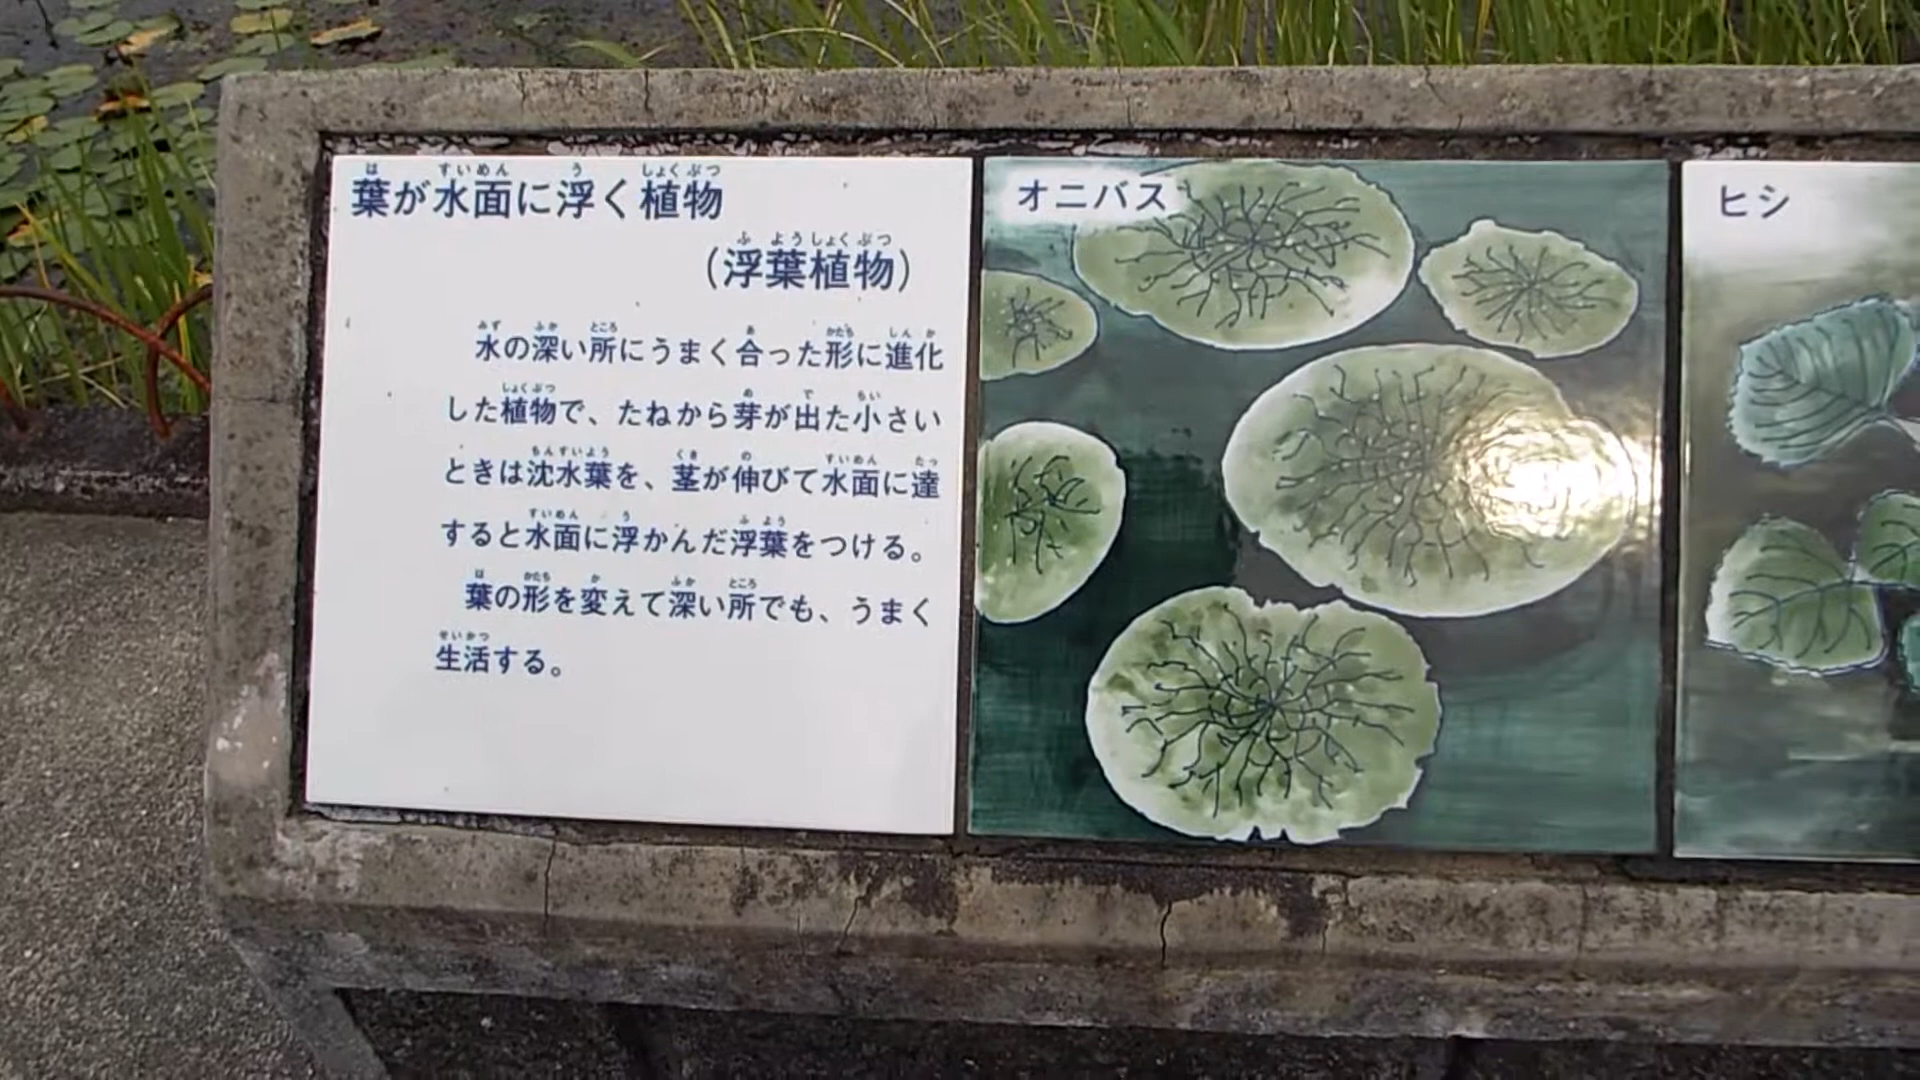 葉が水面に浮く植物
(浮葉植物)
水の深い所にうまく合った形に進化
した植物で、たねから芽が出た小さい
ときは沈水葉を、茎が伸びて水面に達
すると水面に浮かんだ浮葉をつける。
葉の形を変えて深い所でも、うまく
生活する。
オニバス
ヒシ